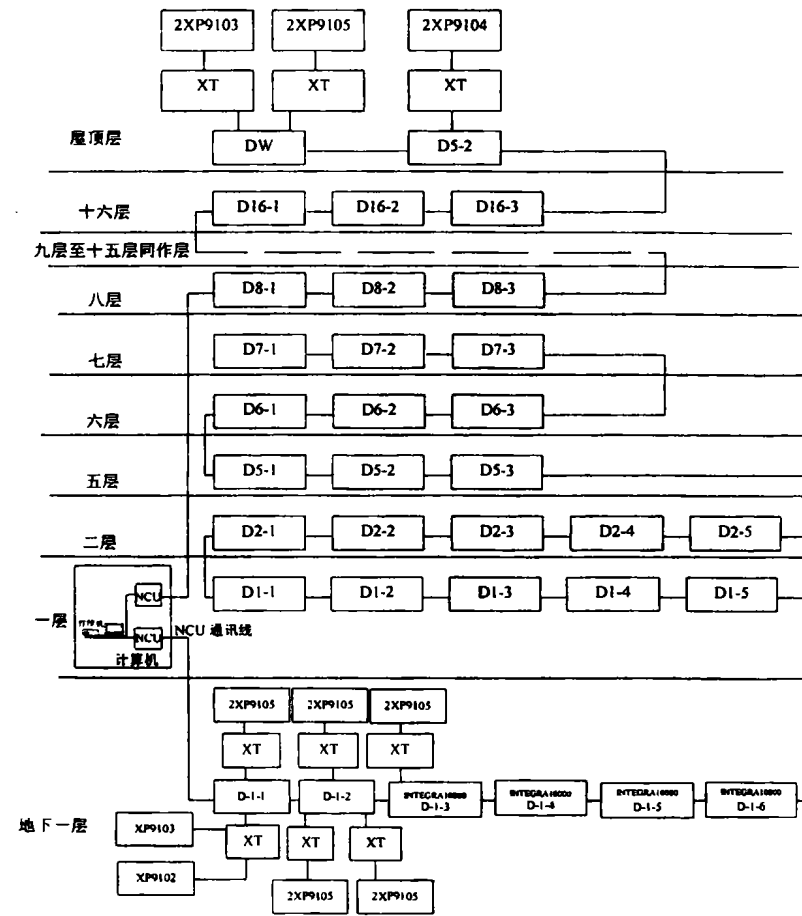 2XP9103 2XP9105 2XP9104
XT XT XT
屋顶层 DW D5-2
十六层 D16-1 D16-2 D16-3
九层至十五层同作层
八层 D8-1 D8-2 D8-3
七层 D7-1 D7-2 D7-3
六层 D6-1 D6-2 D6-3
五层 D5-1 D5-2 D5-3
二层 D2-1 D2-2 D2-3 D2-4 D2-5
一层 D1-1 D1-2 D1-3 D1-4 D1-5
NCU
NCU NCU 通讯线
计算机
2XP9105 2XP9105 2XP9105
XT XT XT
D-1-1 D-1-2 D-1-3 D-1-4 D-1-5 D-1-6
地下一层 XP9103 XT XT XT
XP9102
2XP9105 2XP9105